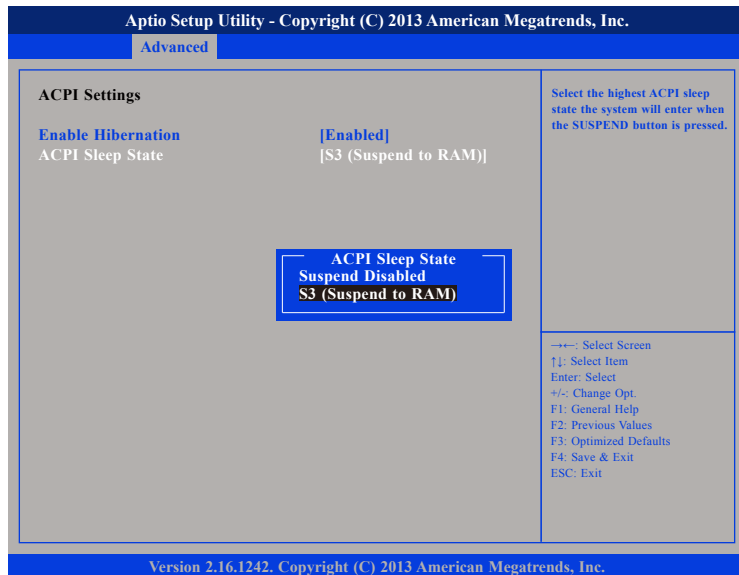 Aptio Setup Utility - Copyright (C) 2013 American Megatrends, Inc.
Advanced
ACPI Settings
Enable Hibernation [Enabled]
ACPI Sleep State [S3 (Suspend to RAM)]
ACPI Sleep State
Suspend Disabled
S3 (Suspend to RAM)
Select the highest ACPI sleep
state the system will enter when
the SUSPEND button is pressed.
→←: Select Screen
↑↓: Select Item
Enter: Select
+/-: Change Opt.
F1: General Help
F2: Previous Values
F3: Optimized Defaults
F4: Save & Exit
ESC: Exit
Version 2.16.1242. Copyright (C) 2013 American Megatrends, Inc.